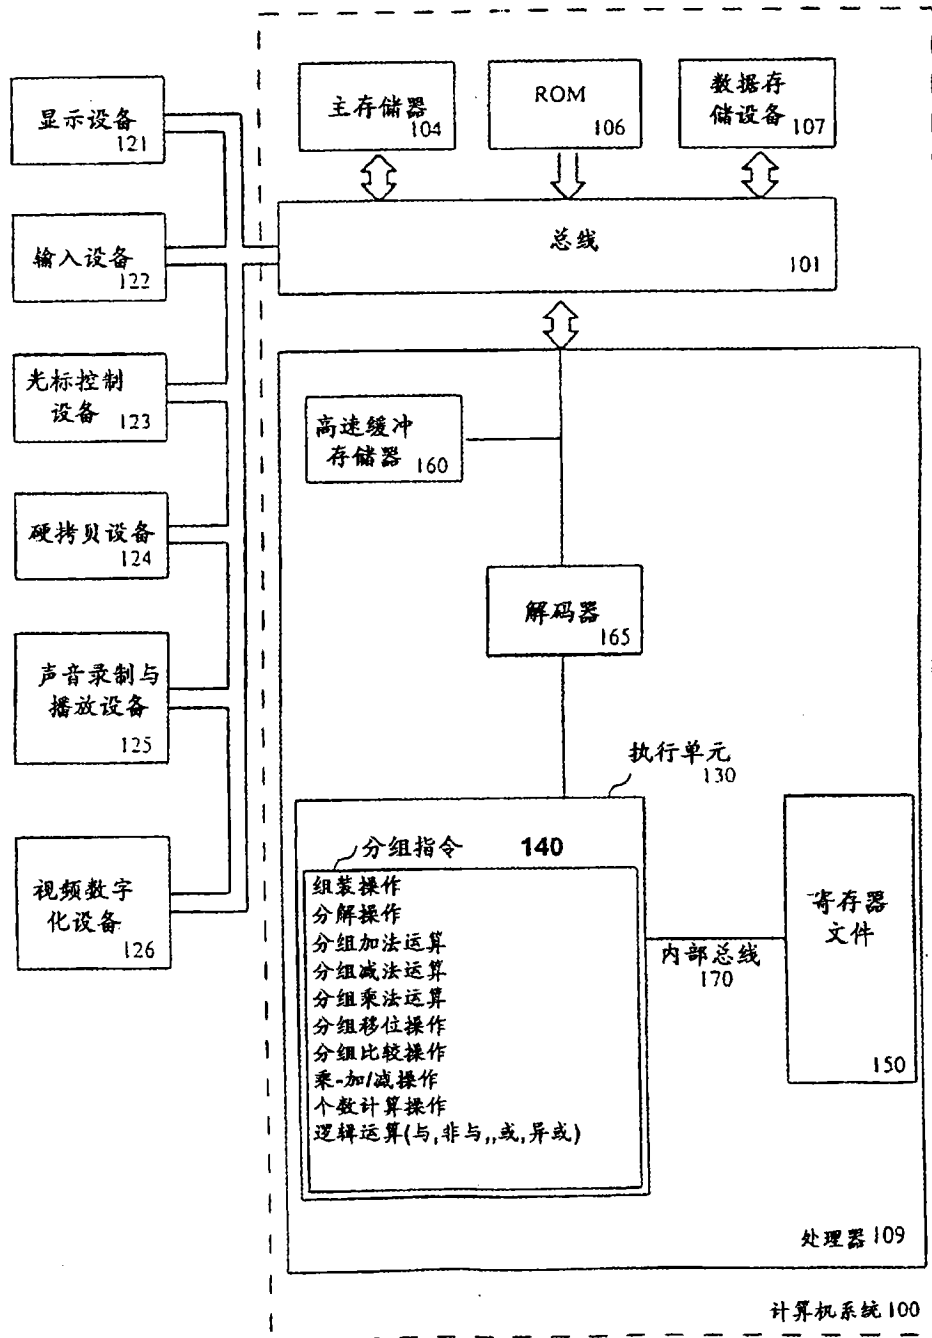 显示设备
121
输入设备
122
光标控制
设备
123
硬拷贝设备
124
声音录制与
播放设备
125
视频数字
化设备
126
主存储器
104
ROM
106
数据存
储设备
107
总线
101
高速缓冲
存储器
160
解码器
165
执行单元
130
分组指令 140
组装操作
分解操作
分组加法运算
分组减法运算
分组乘法运算
分组移位操作
分组比较操作
乘-加/减操作
个数计算操作
逻辑运算(与,非与,,或,异或)
内部总线
170
寄存器
文件
150
处理器109
计算机系统100